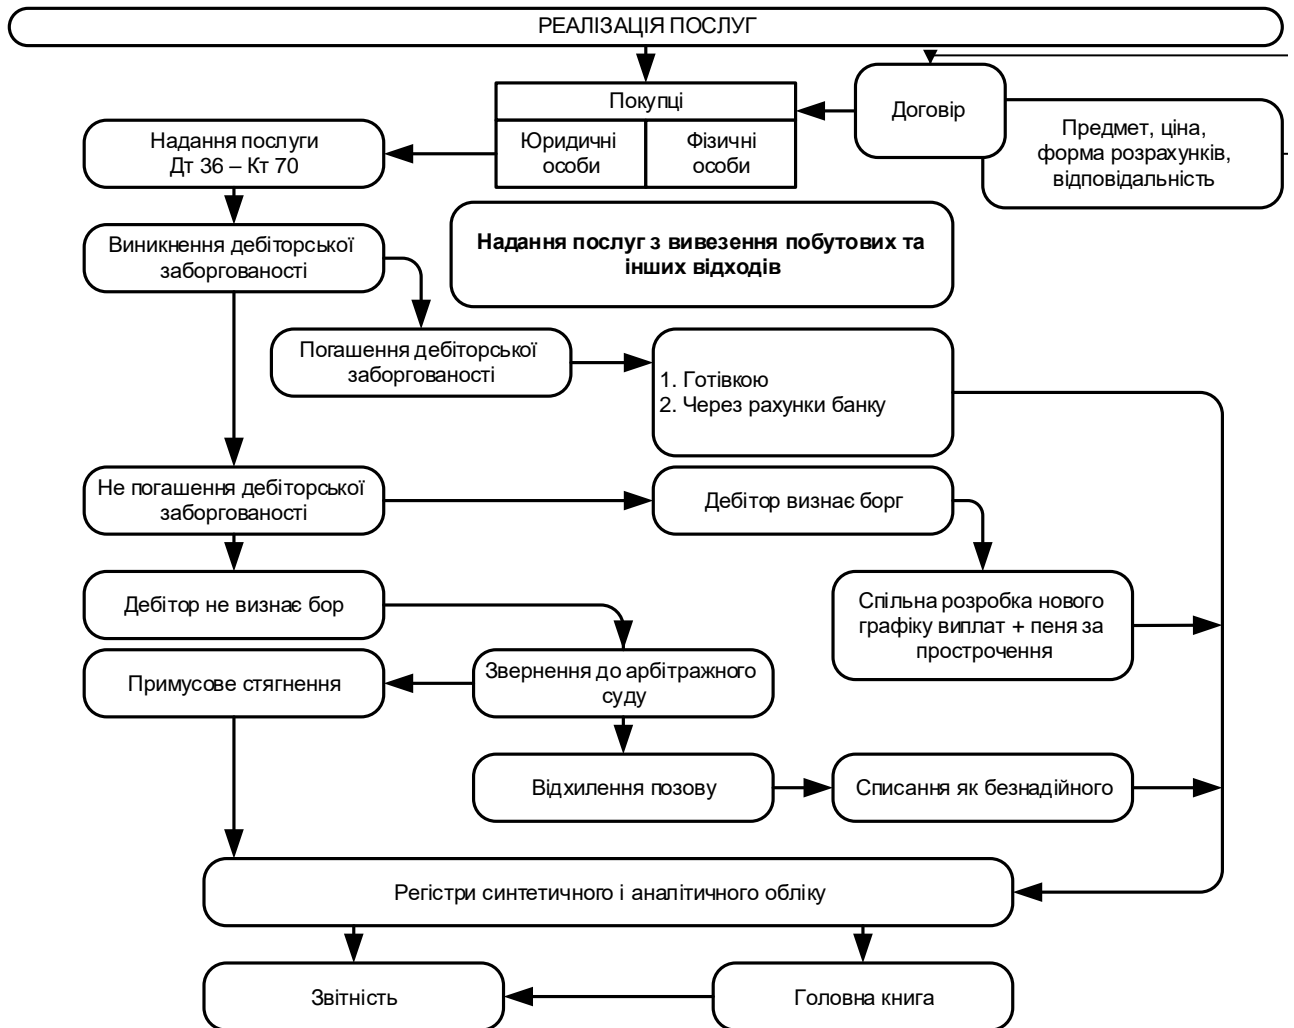 РЕАЛІЗАЦІЯ ПОСЛУГ
Покупці
Юридичні
особи
Фізичні
особи
Договір
Предмет, ціна,
форма розрахунків,
відповідальність
Надання послуги
Дт 36 – Кт 70
Виникнення дебіторської
заборгованості
Надання послуг з вивезення побутових та
інших відходів
Погашення дебіторської
заборгованості
1. Готівкою
2. Через рахунки банку
Не погашення дебіторської
заборгованості
Дебітор визнає борг
Дебітор не визнає бор
Спільна розробка нового
графіку виплат + пеня за
прострочення
Примусове стягнення
Звернення до арбітражного
суду
Відхилення позову
Списання як безнадійного
Регістри синтетичного і аналітичного обліку
Звітність
Головна книга